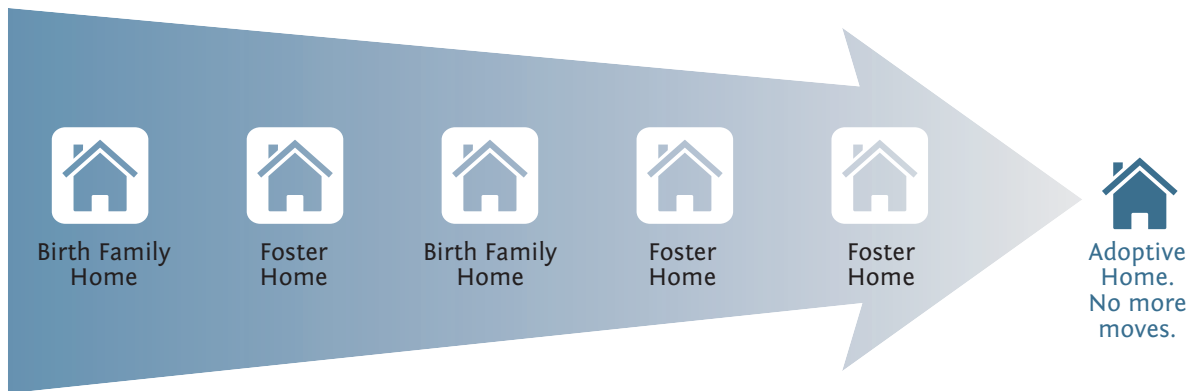 Birth Family
Home
Foster
Home
Birth Family
Home
Foster
Home
Foster
Home
Adoptive
Home.
No more
moves.